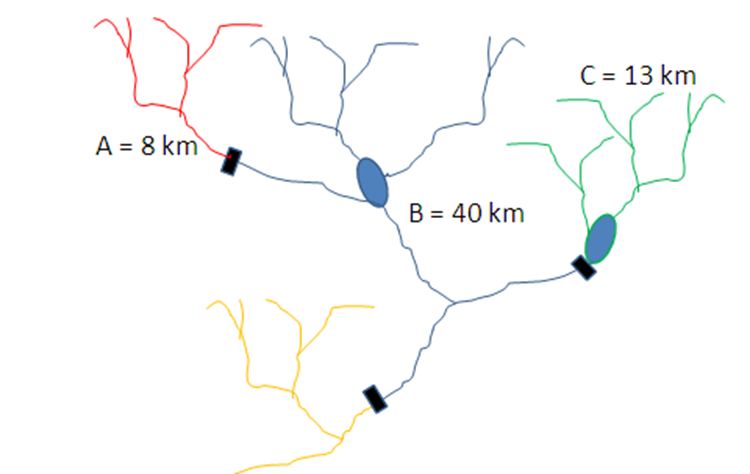 C = 13 km
A = 8 km
B = 40 km